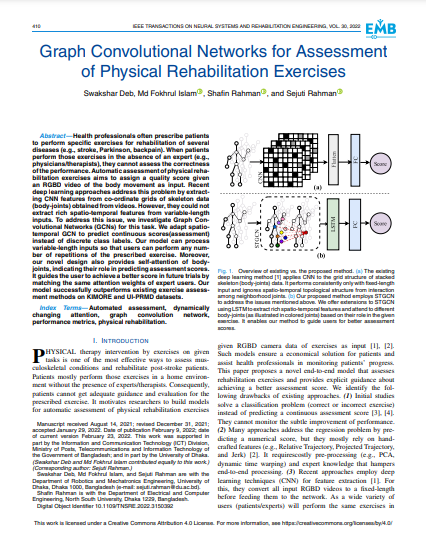 410
IEEE TRANSACTIONS ON NEURAL SYSTEMS AND REHABILITATION ENGINEERING, VOL. 30, 2022
EMB
Graph Convolutional Networks for Assessment
of Physical Rehabilitation Exercises
Swakshar Deb, Md Fokhrul Islam, Shafin Rahman, and Sejuti Rahman
Abstract—Health professionals often prescribe patients
to perform specific exercises for rehabilitation of several
diseases (e.g., stroke, Parkinson, backpain). When patients
perform those exercises in the absence of an expert (e.g.,
physicians/therapists), they cannot assess the correctness
of the performance. Automatic assessment of physical reha-
bilitation exercises aims to assign a quality score given
an RGBD video of the body movement as input. Recent
deep learning approaches address this problem by extract-
ing CNN features from co-ordinate grids of skeleton data
(body-joints) obtained from videos. However, they could not
extract rich spatio-temporal features from variable-length
inputs. To address this issue, we investigate Graph Con-
volutional Networks (GCNs) for this task. We adapt spatio-
temporal GCN to predict continuous scores(assessment)
instead of discrete class labels. Our model can process
variable-length inputs so that users can perform any num-
ber of repetitions of the prescribed exercise. Moreover,
our novel design also provides self-attention of body-
joints, indicating their role in predicting assessment scores.
It guides the user to achieve a better score in future trials by
matching the same attention weights of expert users. Our
model successfully outperforms existing exercise assess-
ment methods on KIMORE and UI-PRMD datasets.
Index Terms—Automated assessment, dynamically
changing attention, graph convolution network,
performance metrics, physical rehabilitation.
I. INTRODUCTION
PHYSICAL therapy intervention by exercises on given
tasks is one of the most effective ways to assess mus-
culoskeletal conditions and rehabilitate post-stroke patients.
Patients mostly perform those exercises in a home environ-
ment without the presence of experts/therapists. Consequently,
patients cannot get adequate guidance and evaluation for the
prescribed exercise. It motivates researchers to build models
for automatic assessment of physical rehabilitation exercises
Manuscript received August 14, 2021; revised December 31, 2021;
accepted January 29, 2022. Date of publication February 9, 2022; date
of current version February 23, 2022. This work was supported in
part by the Information and Communication Technology (ICT) Division,
Ministry of Posts, Telecommunications and Information Technology of
the Government of Bangladesh; and in part by the University of Dhaka.
(Swakshar Deb and Md Fokhrul Islam contributed equally to this work.)
(Corresponding author: Sejuti Rahman.)
Swakshar Deb, Md Fokhrul Islam, and Sejuti Rahman are with the
Department of Robotics and Mechatronics Engineering, University of
Dhaka, Dhaka 1000, Bangladesh (e-mail: sejuti.rahman@du.ac.bd).
Shafin Rahman is with the Department of Electrical and Computer
Engineering, North South University, Dhaka 1229, Bangladesh.
Digital Object Identifier 10.1109/TNSRE.2022.3150392
CNN
Flatten
FC
Score
(a)
STGCN
LSTM
FC
Score
(b)
Fig. 1. Overview of existing vs. the proposed method. (a) The existing
deep learning method [1] applies CNN to the grid structure of stacked
skeleton (body-joints) data. It performs consistently only with fixed-length input
and ignores spatio-temporal topological structure from interaction
among neighborhood joints. (b) Our proposed method employs STGCN
to address the issues mentioned above. We offer extensions to STGCN
using LSTM to extract rich spatio-temporal features and attend to different
body-joints (as illustrated in colored joints) based on their role in the given
exercise. It enables our method to guide users for better assessment
scores.
given RGBD camera data of exercises as input [1], [2].
Such models ensure a economical solution for patients and
assist health professionals in monitoring patients' progress.
This paper proposes a novel end-to-end model that assesses
rehabilitation exercises and provides explicit guidance about
achieving a better assessment score. We identify the fol-
lowing drawbacks of existing approaches. (1) Initial studies
solve a classification problem (correct or incorrect exercise)
instead of predicting a continuous assessment score [3], [4].
They cannot monitor the subtle improvement of performance.
(2) Many approaches address the regression problem by pre-
dicting a numerical score, but they mostly rely on hand-
crafted features (e.g., Relative Trajectory, Projected Trajectory,
and Jerk) [2]. It requirescostly pre-processing (e.g., PCA,
dynamic time warping) and expert knowledge that hampers
end-to-end processing. (3) Recent approaches employ deep
learning techniques (CNN) for feature extraction [1]. For
this, they convert all input RGBD videos to a fixed-length
before feeding them to the network. As a wide variety of
users (patients/experts) will perform the same exercises in
This work is licensed under a Creative Commons Attribution 4.0 License. For more information, see https://creativecommons.org/licenses/by/4.0/